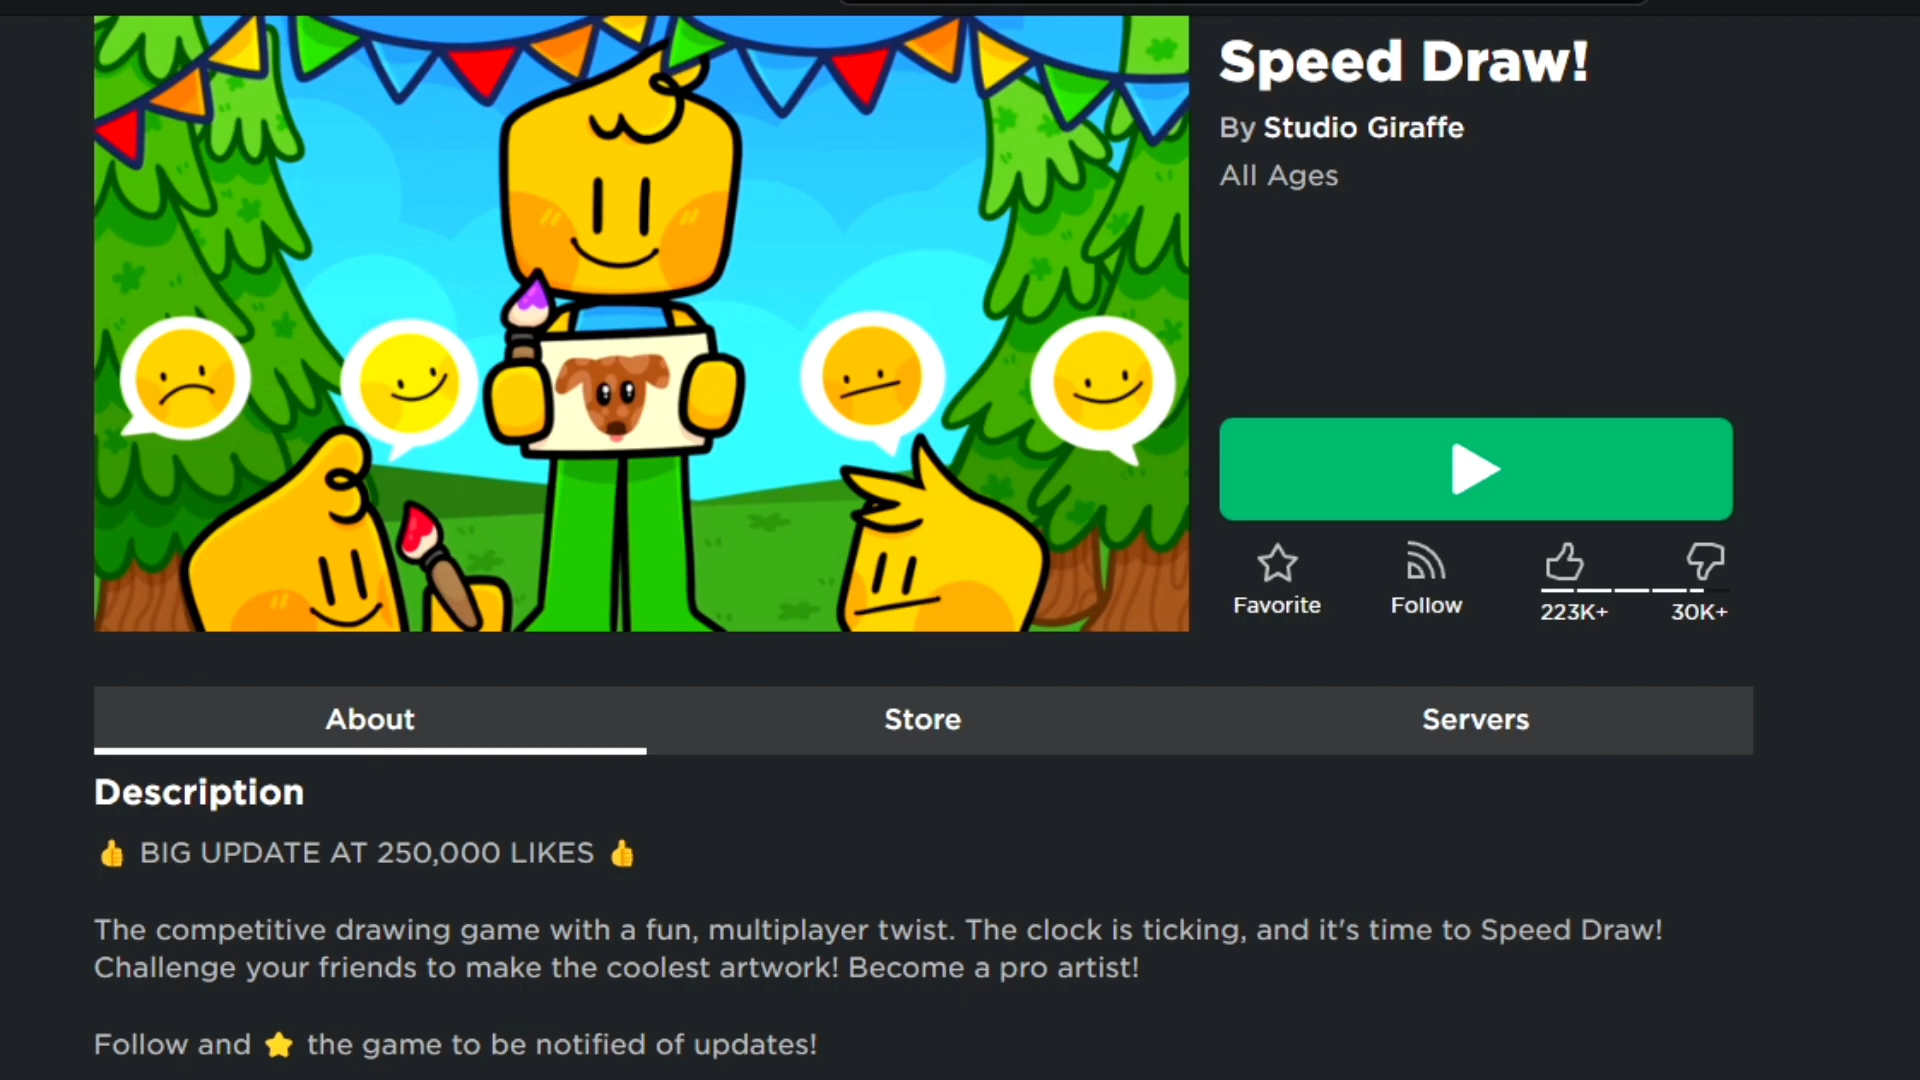 Speed Draw!
By Studio Giraffe
All Ages
Favorite
Follow
223K+
30K+
About
Store
Servers
Description
👍 BIG UPDATE AT 250,000 LIKES 👍
The competitive drawing game with a fun, multiplayer twist. The clock is ticking, and it's time to Speed Draw!
Challenge your friends to make the coolest artwork! Become a pro artist!
Follow and ⭐ the game to be notified of updates!